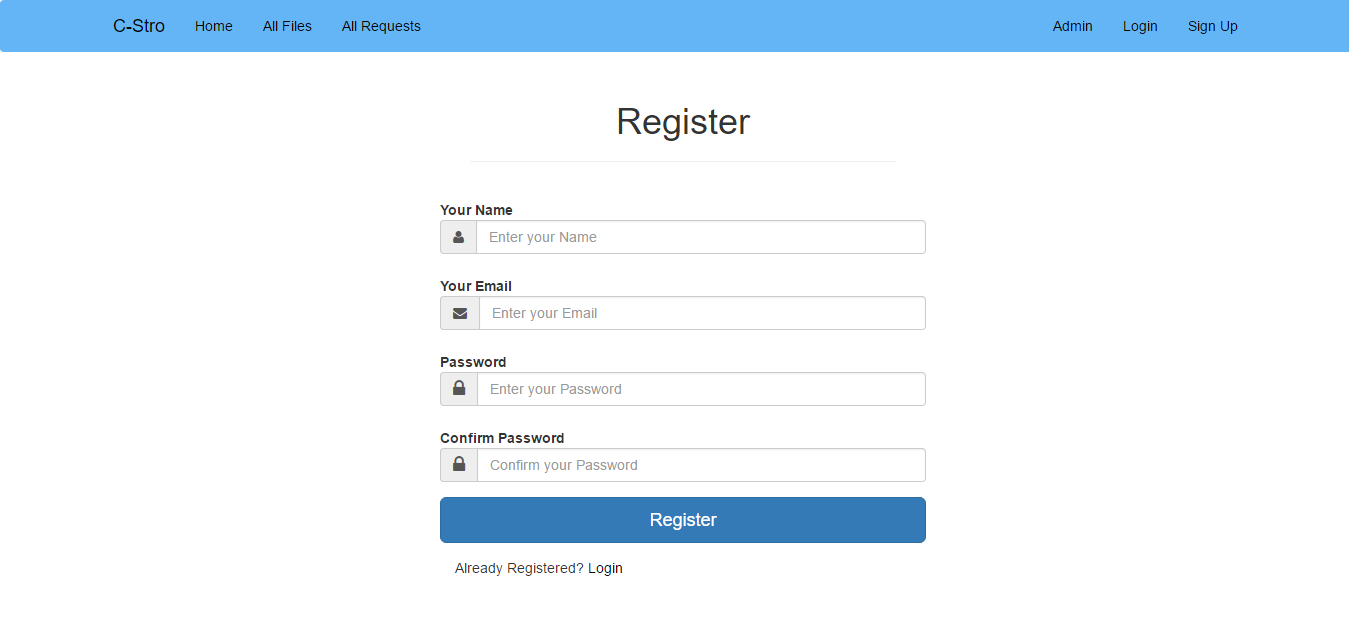 C-Stro Home All Files All Requests Admin Login Sign Up
Register
Your Name
Enter your Name
Your Email
Enter your Email
Password
Enter your Password
Confirm Password
Confirm your Password
Register
Already Registered? Login